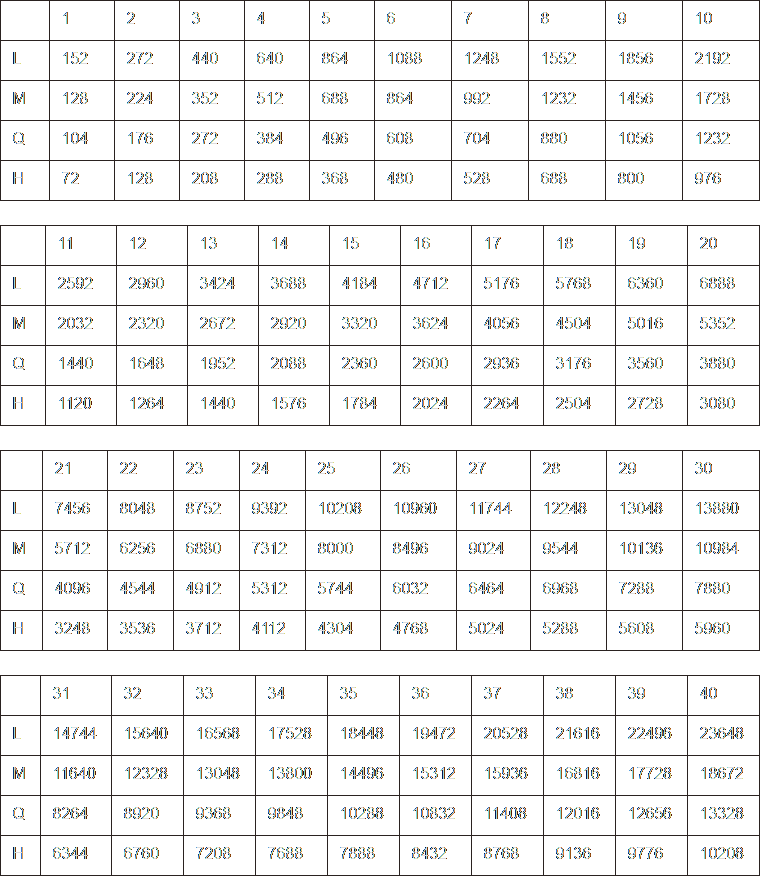 1 2 3 4 5 6 7 8 9 10
L 152 272 440 640 864 1088 1248 1552 1856 2192
M 128 224 352 512 688 864 992 1232 1456 1728
Q 104 176 272 384 496 608 704 880 1056 1232
H 72 128 208 288 368 480 528 688 800 976
11 12 13 14 15 16 17 18 19 20
L 2592 2960 3424 3688 4184 4712 5176 5768 6360 6888
M 2032 2320 2672 2920 3320 3624 4056 4504 5016 5352
Q 1440 1648 1952 2088 2360 2600 2936 3176 3560 3880
H 1120 1264 1440 1576 1784 2024 2264 2504 2728 3080
21 22 23 24 25 26 27 28 29 30
L 7456 8048 8752 9392 10208 10960 11744 12248 13048 13880
M 5712 6256 6880 7312 8000 8496 9024 9544 10136 10984
Q 4096 4544 4912 5312 5744 6032 6464 6968 7288 7880
H 3248 3536 3712 4112 4304 4768 5024 5288 5608 5960
31 32 33 34 35 36 37 38 39 40
L 14744 15640 16568 17528 18448 19472 20528 21616 22496 23648
M 11640 12328 13048 13800 14496 15312 15936 16816 17728 18672
Q 8264 8920 9368 9848 10288 10832 11408 12016 12656 13328
H 6344 6760 7208 7688 7888 8432 8768 9136 9776 10208